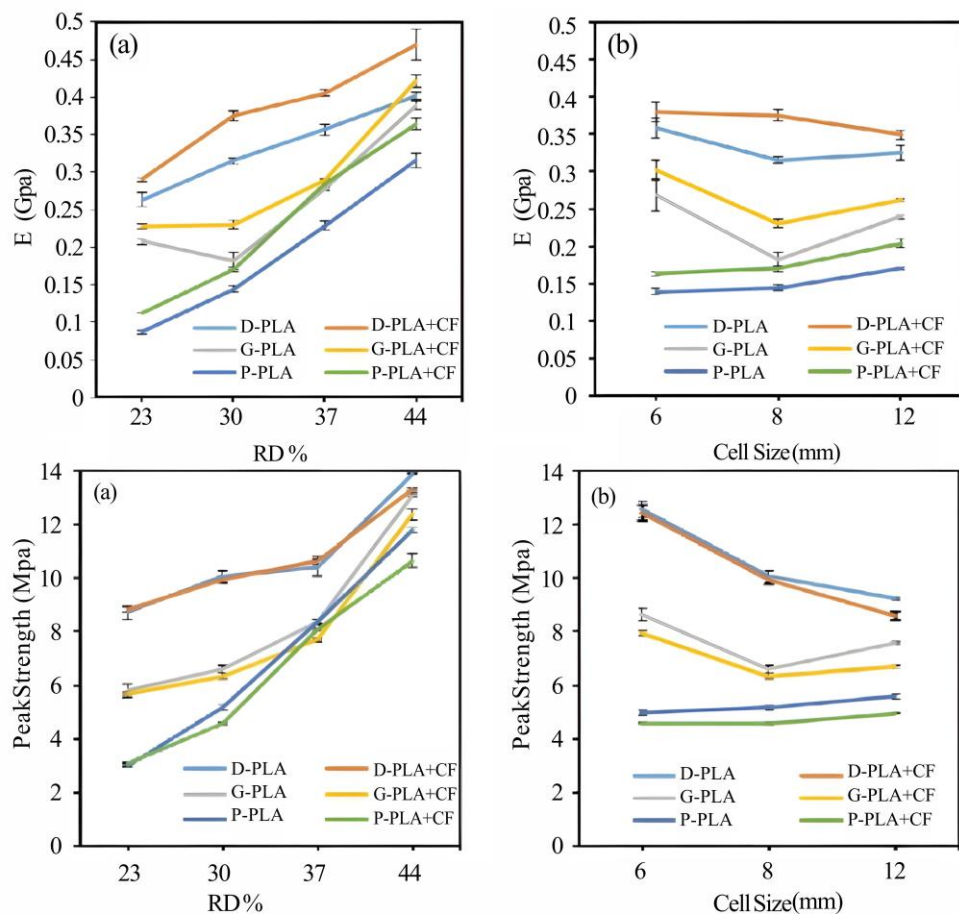 (a)
E (Gpa)
0.5
0.45
0.4
0.35
0.3
0.25
0.2
0.15
0.1
0.05
0
D-PLA D-PLA+CF
G-PLA G-PLA+CF
P-PLA P-PLA+CF
23 30 37 44
RD %
(b)
E (Gpa)
0.5
0.45
0.4
0.35
0.3
0.25
0.2
0.15
0.1
0.05
0
D-PLA D-PLA+CF
G-PLA G-PLA+CF
P-PLA P-PLA+CF
6 8 12
Cell Size(mm)
(a)
PeakStrength (Mpa)
14
12
10
8
6
4
2
0
D-PLA D-PLA+CF
G-PLA G-PLA+CF
P-PLA P-PLA+CF
23 30 37 44
RD%
(b)
PeakStrength (Mpa)
14
12
10
8
6
4
2
0
D-PLA D-PLA+CF
G-PLA G-PLA+CF
P-PLA P-PLA+CF
6 8 12
Cell Size(mm)